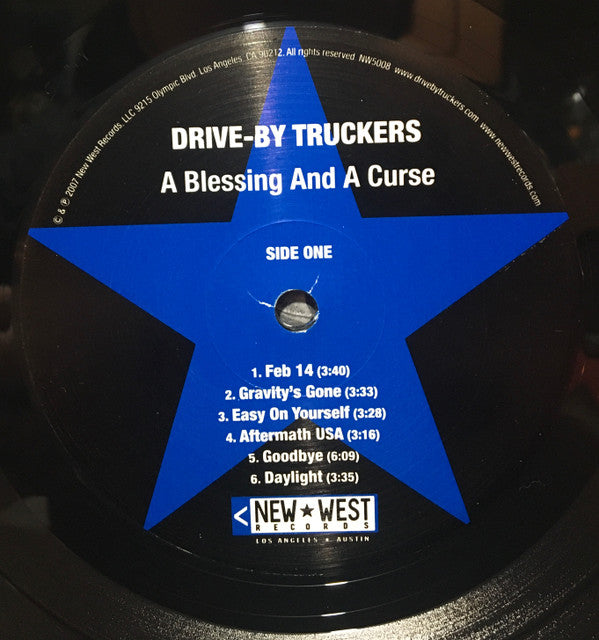 © & ℗ 2007 New West Records, LLC 9215 Olympic Blvd. Los Angeles, CA 90212. All rights reserved NW5008 www.drivebytruckers.com www.newwestrecords.com
DRIVE-BY TRUCKERS
A Blessing And A Curse
SIDE ONE
1. Feb 14 (3:40)
2. Gravity's Gone (3:33)
3. Easy On Yourself (3:28)
4. Aftermath USA (3:16)
5. Goodbye (6:09)
6. Daylight (3:35)
< NEW★WEST
RECORDS
LOS ANGELES ★ AUSTIN